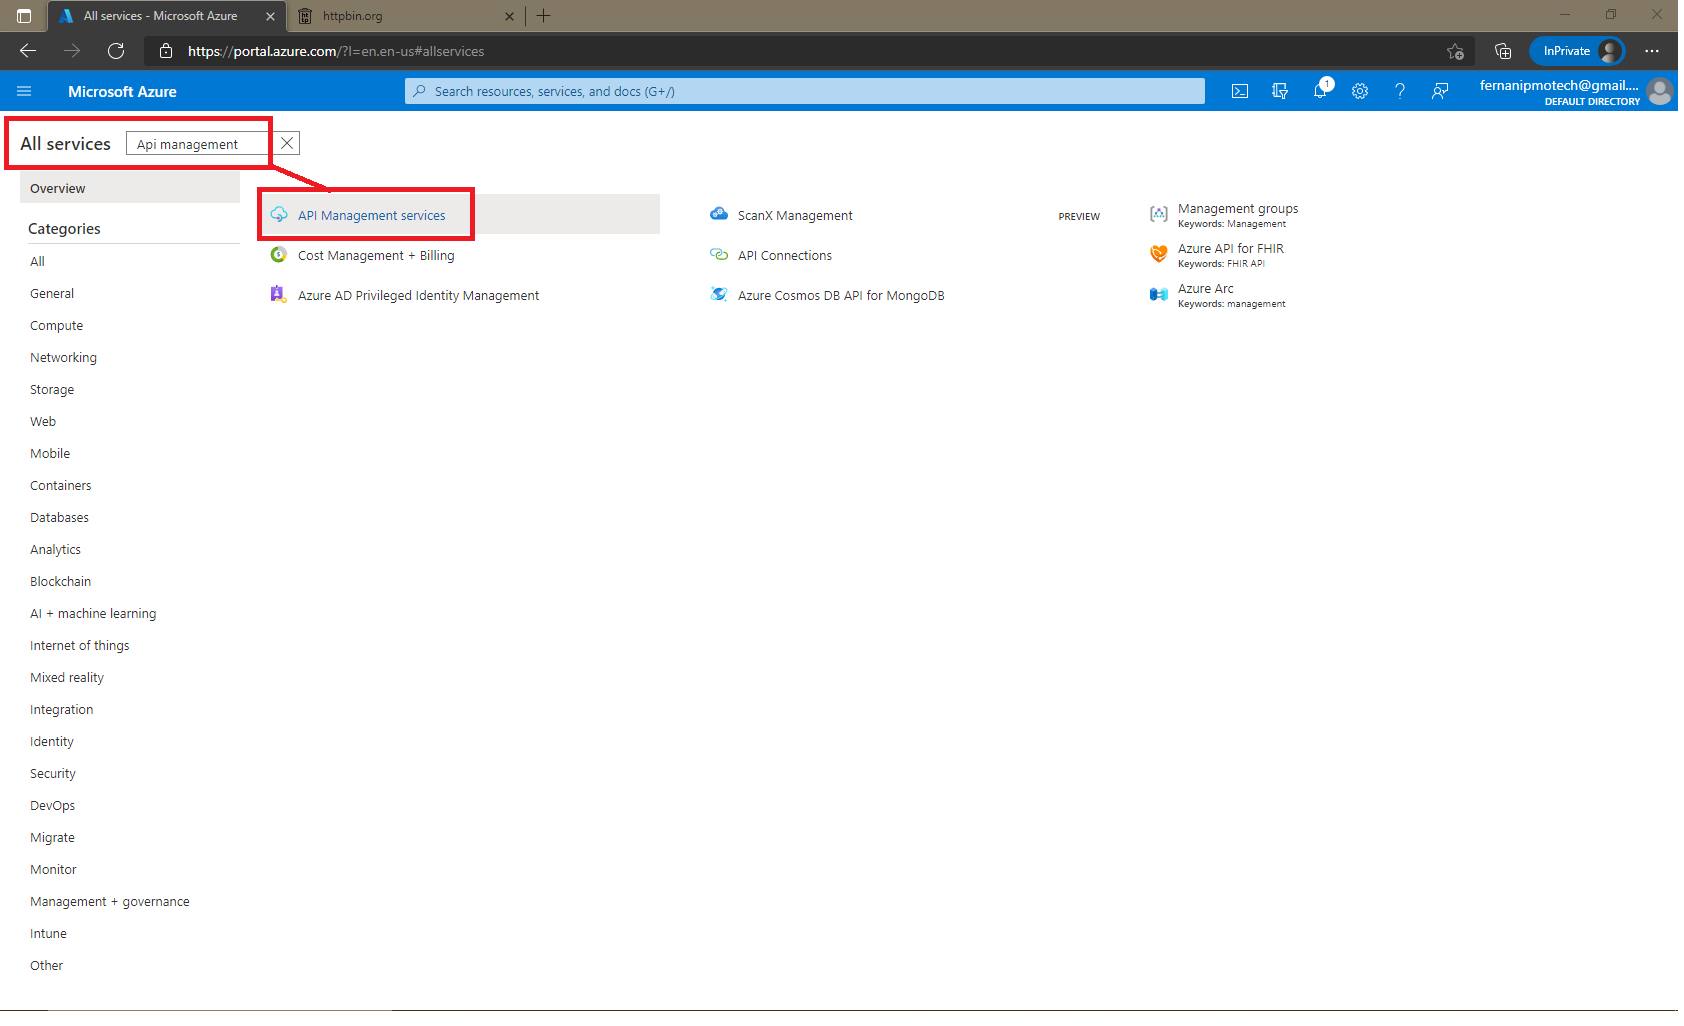 All services - Microsoft Azure
httpbin.org
https://portal.azure.com/?l=en.en-us#allservices
InPrivate
Microsoft Azure
Search resources, services, and docs (G+/)
1
fernanipmotech@gmail....
DEFAULT DIRECTORY
All services
Api management
Overview
Categories
All
General
Compute
Networking
Storage
Web
Mobile
Containers
Databases
Analytics
Blockchain
AI + machine learning
Internet of things
Mixed reality
Integration
Identity
Security
DevOps
Migrate
Monitor
Management + governance
Intune
Other
API Management services
Cost Management + Billing
Azure AD Privileged Identity Management
ScanX Management
PREVIEW
API Connections
Azure Cosmos DB API for MongoDB
Management groups
Keywords: Management
Azure API for FHIR
Keywords: FHIR API
Azure Arc
Keywords: management